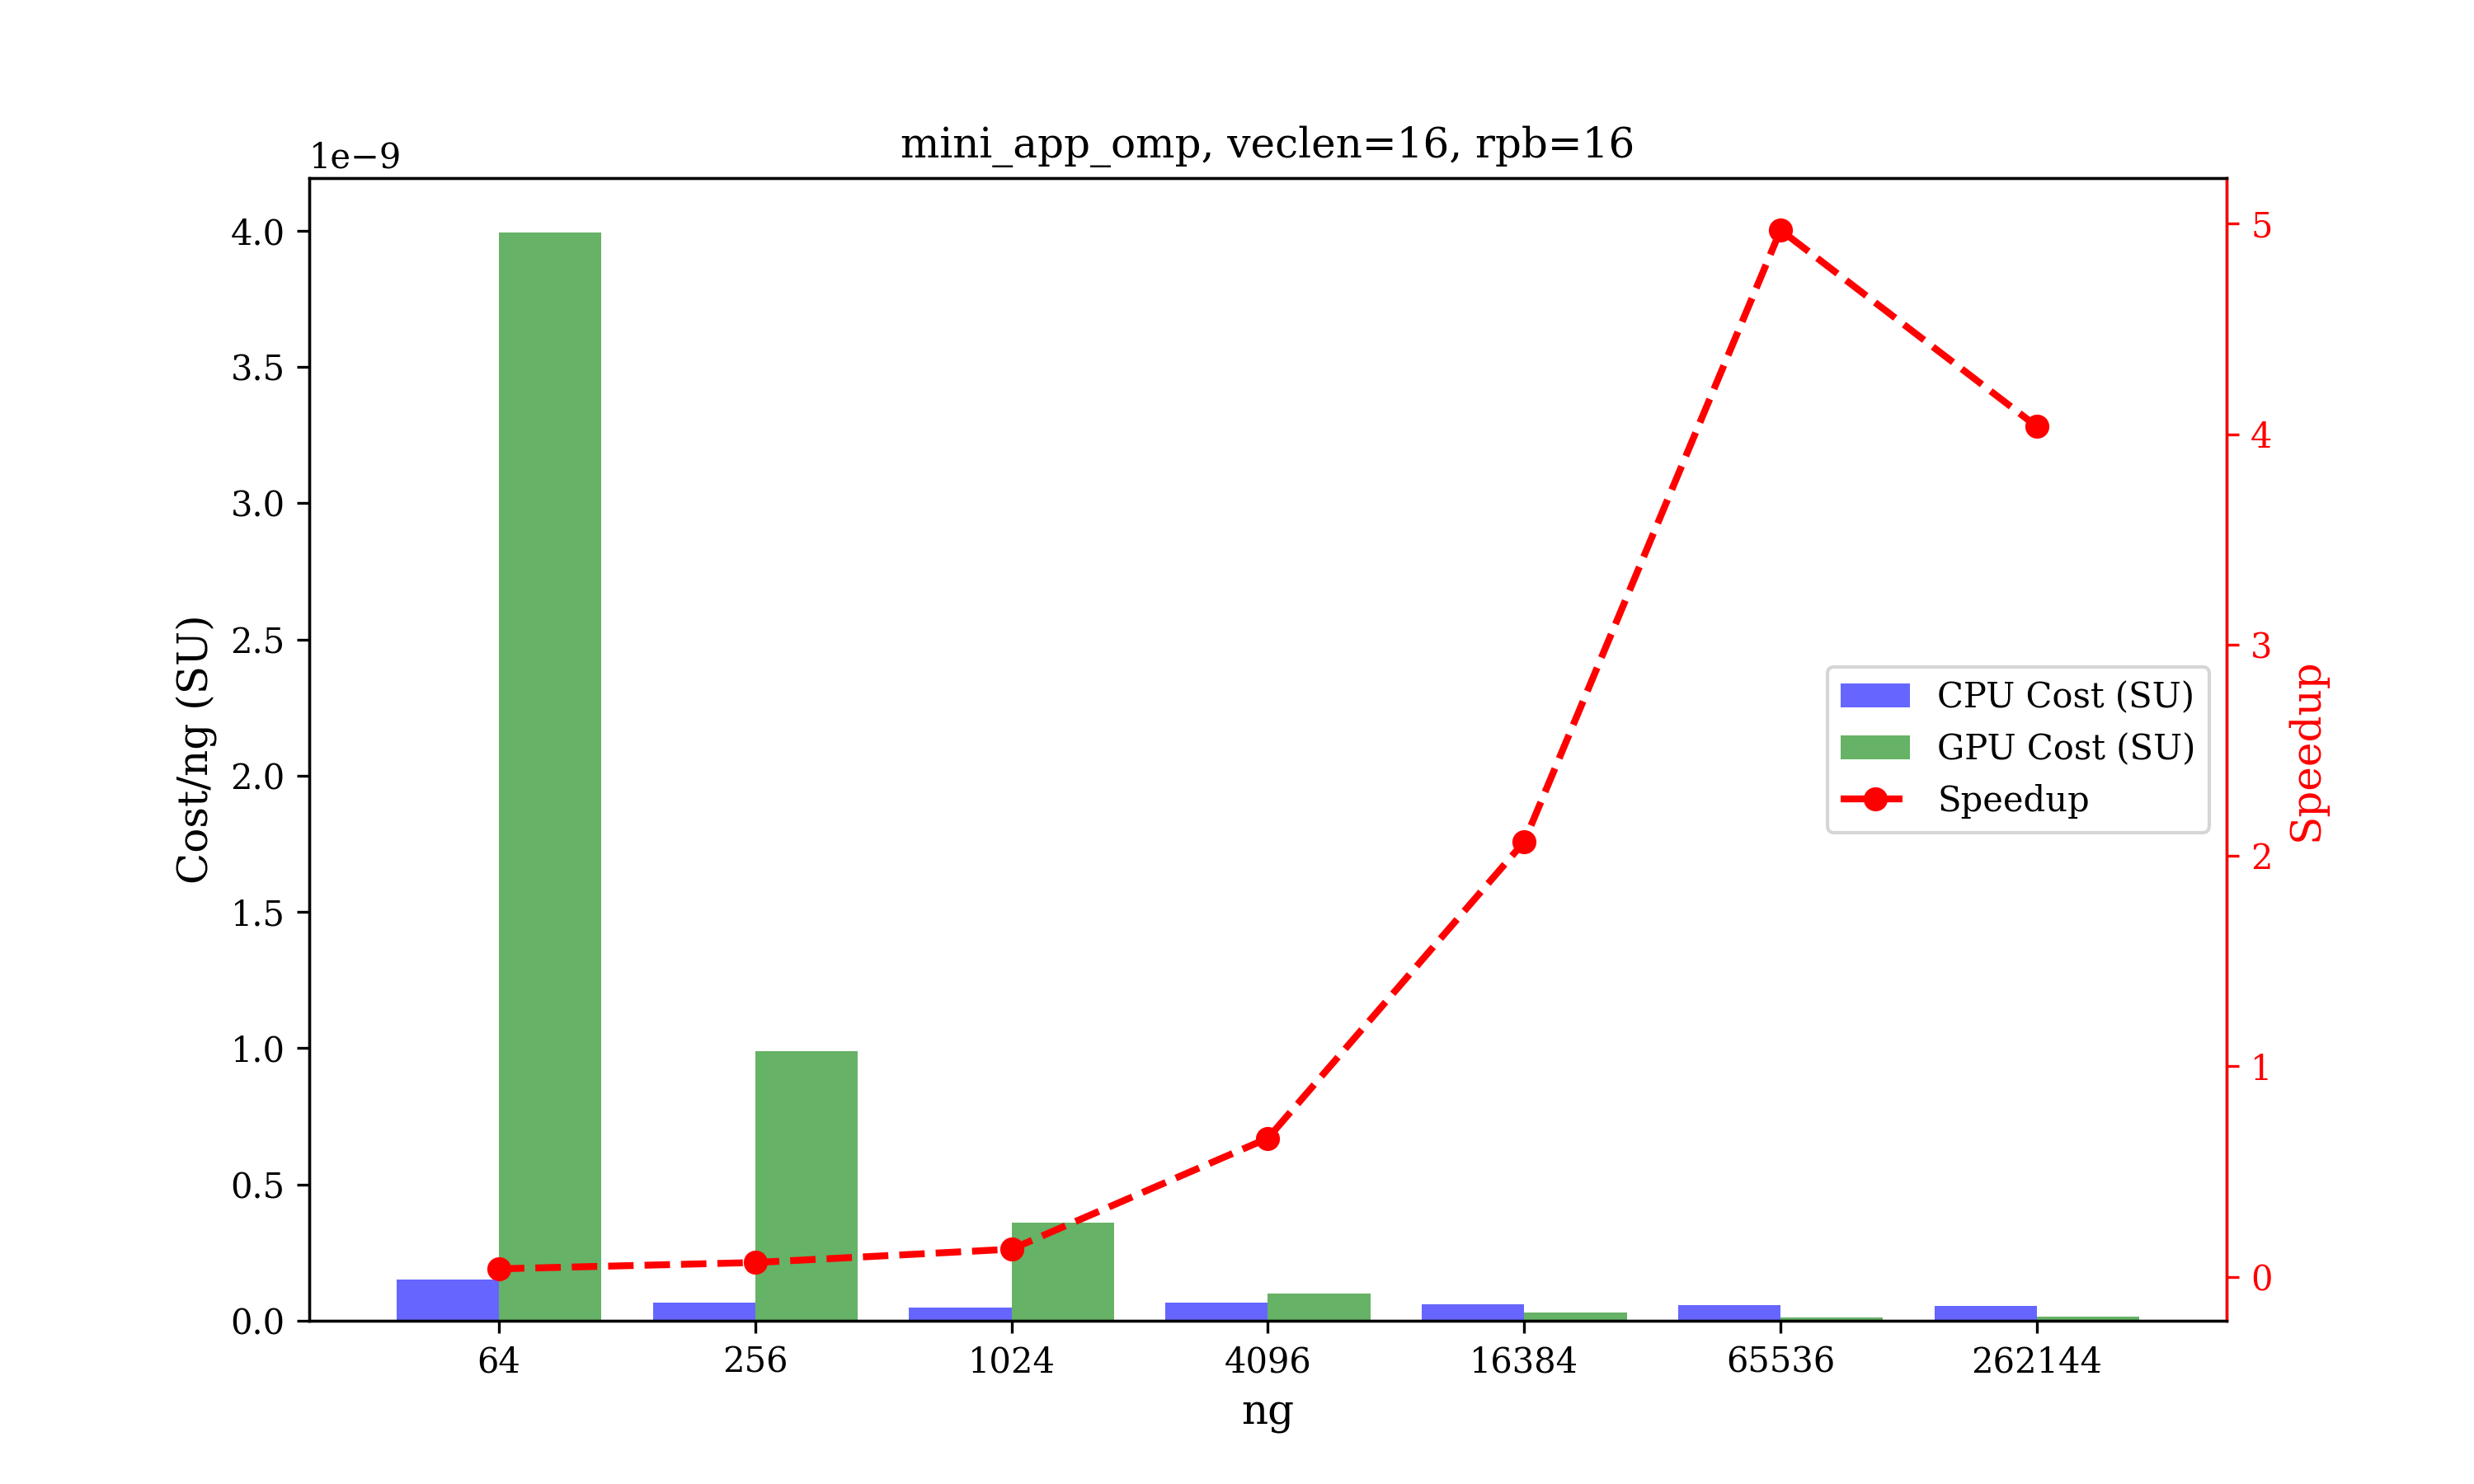 mini_app_omp, veclen=16, rpb=16
1e−9
4.0
3.5
3.0
2.5
2.0
1.5
1.0
0.5
0.0
Cost/ng (SU)
64 256 1024 4096 16384 65536 262144
ng
5
4
3
2
1
0
Speedup
CPU Cost (SU)
GPU Cost (SU)
Speedup